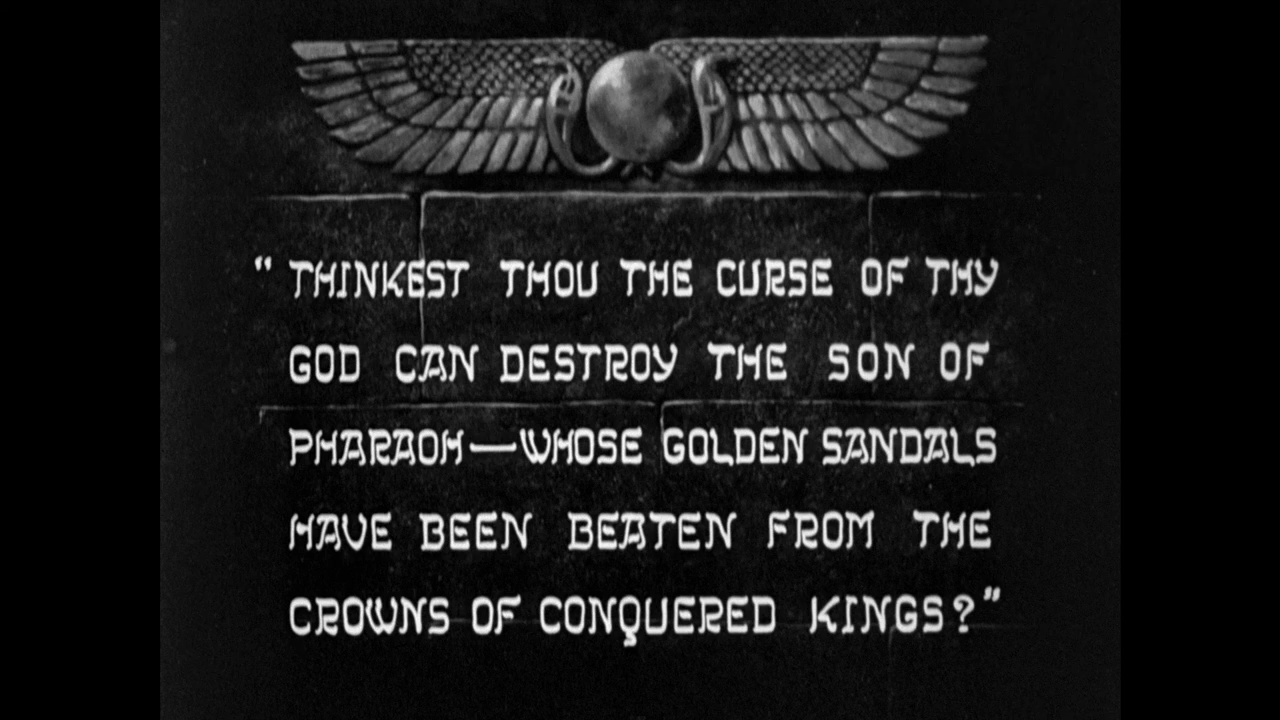 "THINKEST THOU THE CURSE OF THY
GOD CAN DESTROY THE SON OF
PHARAOH—WHOSE GOLDEN SANDALS
HAVE BEEN BEATEN FROM THE
CROWNS OF CONQUERED KINGS?"